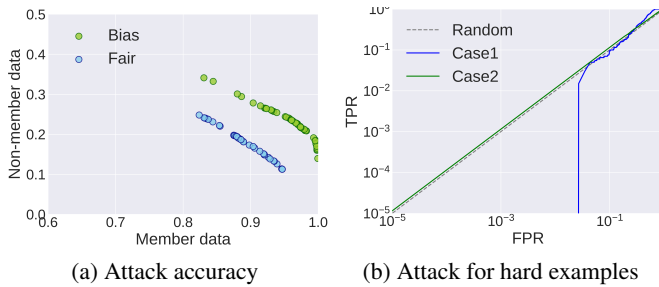 0.5
0.4
0.3
0.2
0.1
0.0
0.6
0.7
0.8
0.9
1.0
Non-member data
Member data
Bias
Fair
(a) Attack accuracy
10⁰
10⁻¹
10⁻²
10⁻³
10⁻⁴
10⁻⁵
10⁻⁵
10⁻³
10⁻¹
TPR
FPR
Random
Case1
Case2
(b) Attack for hard examples